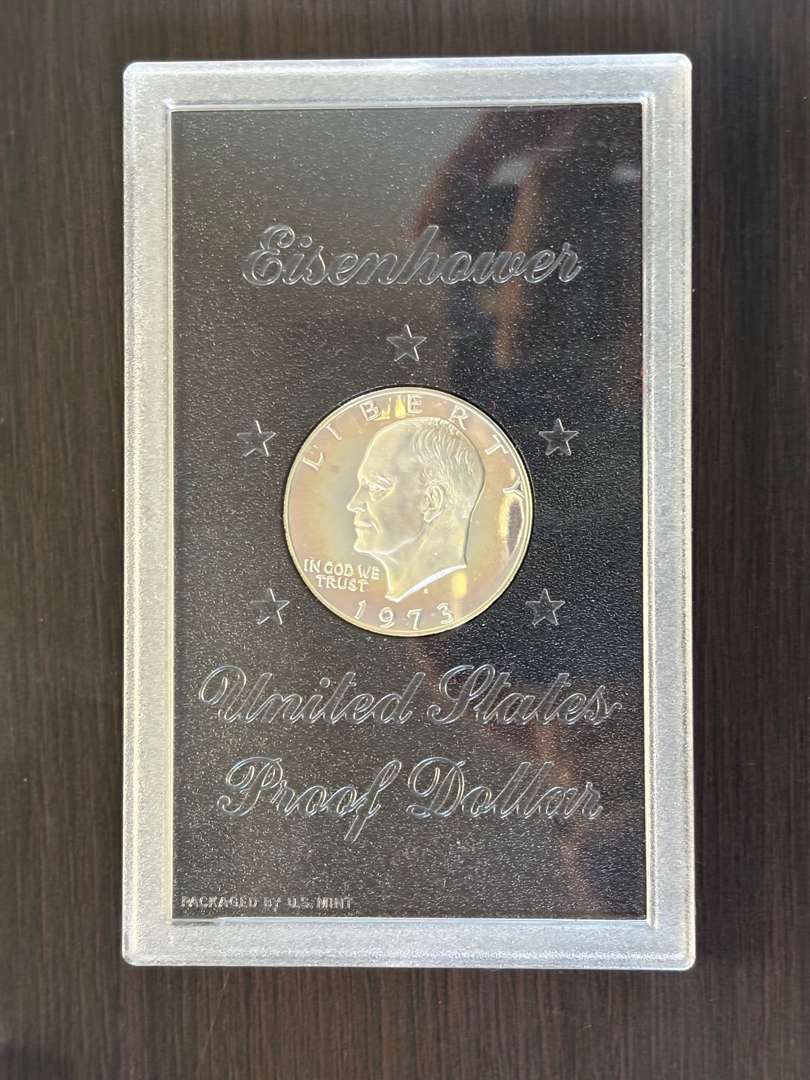 Eisenhower
LIBERTY
IN GOD WE
TRUST
S
1973
United States
Proof Dollar
PACKAGED BY U.S. MINT